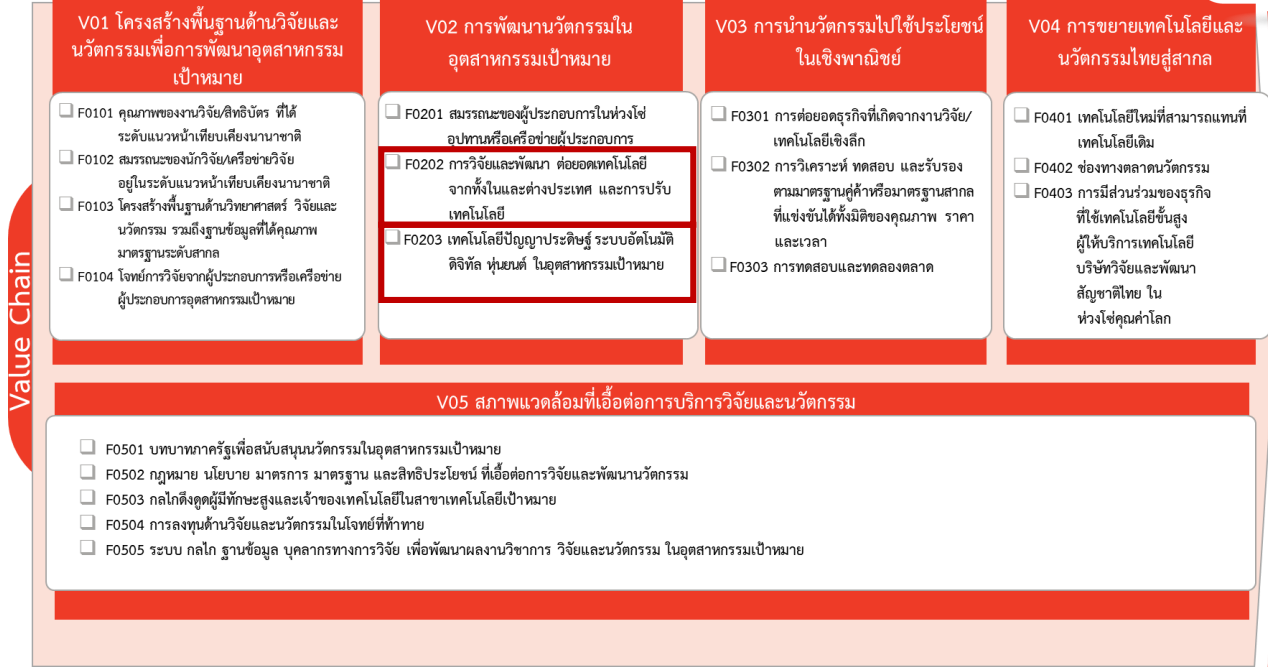 Value Chain
V01 โครงสร้างพื้นฐานด้านวิจัยและ
นวัตกรรมเพื่อการพัฒนาอุตสาหกรรม
เป้าหมาย
F0101 คุณภาพของงานวิจัย/สิทธิบัตร ที่ได้
ระดับแนวหน้าเทียบเคียงนานาชาติ
F0102 สมรรถนะของนักวิจัย/เครือข่ายวิจัย
อยู่ในระดับแนวหน้าเทียบเคียงนานาชาติ
F0103 โครงสร้างพื้นฐานด้านวิทยาศาสตร์ วิจัยและ
นวัตกรรม รวมถึงฐานข้อมูลที่ได้คุณภาพ
มาตรฐานระดับสากล
F0104 โจทย์การวิจัยจากผู้ประกอบการหรือเครือข่าย
ผู้ประกอบการอุตสาหกรรมเป้าหมาย
V02 การพัฒนานวัตกรรมใน
อุตสาหกรรมเป้าหมาย
F0201 สมรรถนะของผู้ประกอบการในห่วงโซ่
อุปทานหรือเครือข่ายผู้ประกอบการ
F0202 การวิจัยและพัฒนา ต่อยอดเทคโนโลยี
จากทั้งในและต่างประเทศ และการปรับ
เทคโนโลยี
F0203 เทคโนโลยีปัญญาประดิษฐ์ ระบบอัตโนมัติ
ดิจิทัล หุ่นยนต์ ในอุตสาหกรรมเป้าหมาย
V03 การนำนวัตกรรมไปใช้ประโยชน์
ในเชิงพาณิชย์
F0301 การต่อยอดธุรกิจที่เกิดจากงานวิจัย/
เทคโนโลยีเชิงลึก
F0302 การวิเคราะห์ ทดสอบ และรับรอง
ตามมาตรฐานคู่ค้าหรือมาตรฐานสากล
ที่แข่งขันได้ทั้งมิติของคุณภาพ ราคา
และเวลา
F0303 การทดสอบและทดลองตลาด
V04 การขยายเทคโนโลยีและ
นวัตกรรมไทยสู่สากล
F0401 เทคโนโลยีใหม่ที่สามารถแทนที่
เทคโนโลยีเดิม
F0402 ช่องทางตลาดนวัตกรรม
F0403 การมีส่วนร่วมของธุรกิจ
ที่ใช้เทคโนโลยีขั้นสูง
ผู้ให้บริการเทคโนโลยี
บริษัทวิจัยและพัฒนา
สัญชาติไทย ใน
ห่วงโซ่คุณค่าโลก
V05 สภาพแวดล้อมที่เอื้อต่อการบริการวิจัยและนวัตกรรม
F0501 บทบาทภาครัฐเพื่อสนับสนุนนวัตกรรมในอุตสาหกรรมเป้าหมาย
F0502 กฎหมาย นโยบาย มาตรการ มาตรฐาน และสิทธิประโยชน์ ที่เอื้อต่อการวิจัยและพัฒนานวัตกรรม
F0503 กลไกดึงดูดผู้มีทักษะสูงและเจ้าของเทคโนโลยีในสาขาเทคโนโลยีเป้าหมาย
F0504 การลงทุนด้านวิจัยและนวัตกรรมในโจทย์ที่ท้าทาย
F0505 ระบบ กลไก ฐานข้อมูล บุคลากรทางการวิจัย เพื่อพัฒนาผลงานวิชาการ วิจัยและนวัตกรรม ในอุตสาหกรรมเป้าหมาย